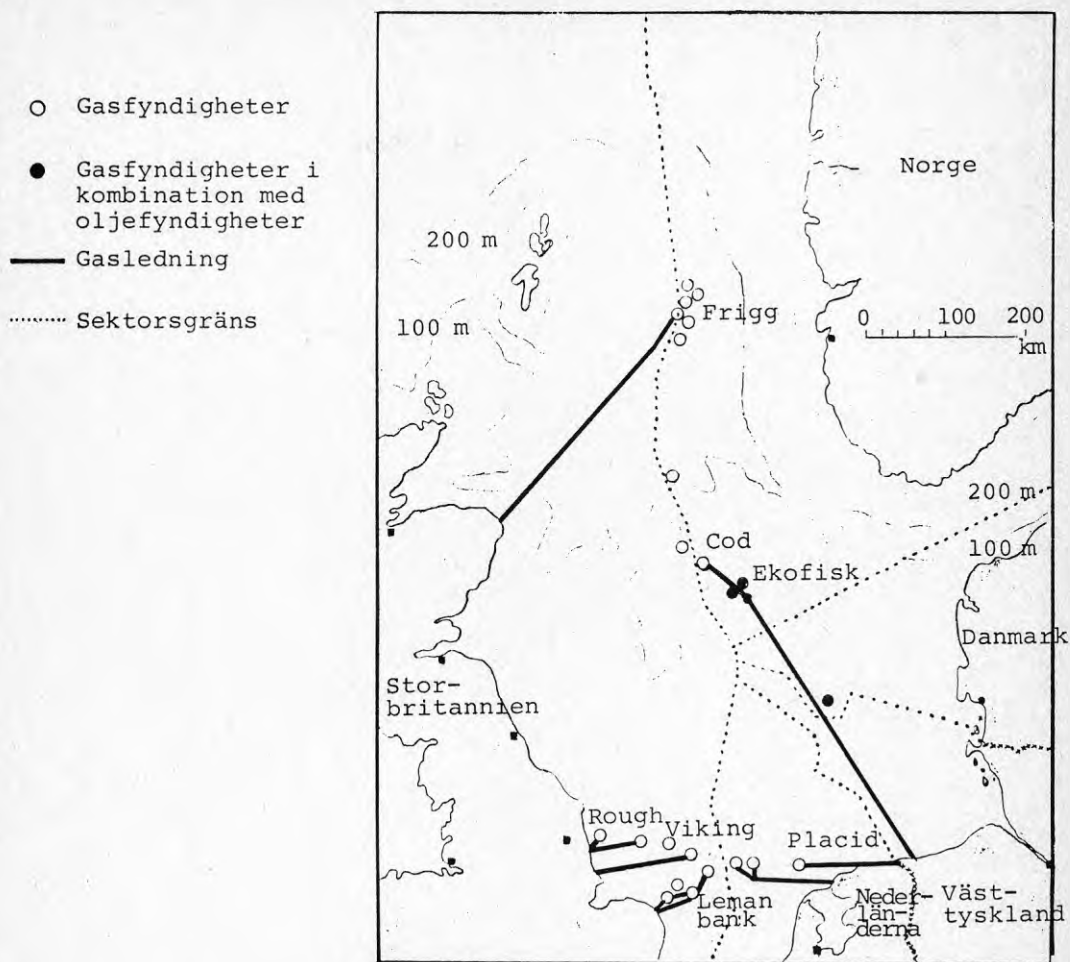 Gasfyndigheter
Gasfyndigheter i
kombination med
oljefyndigheter
Gasledning
Sektorsgräns
Norge
200 m
100 m
Frigg
0 100 200
km
200 m
100 m
Cod
Ekofisk
Danmark
Stor-
britannien
Rough
Viking
Placid
Leman
bank
Neder-
län-
derna
Väst-
tyskland